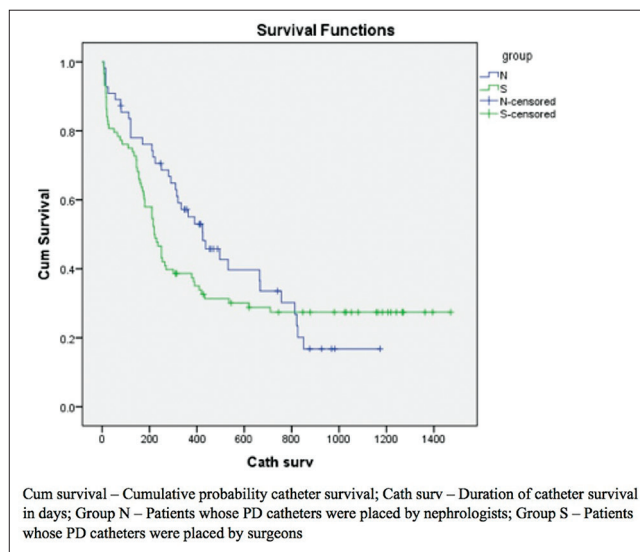 Survival Functions
group
N
S
N-censored
S-censored
1.0
0.8
0.6
0.4
0.2
0.0
Cum Survival
0 200 400 600 800 1000 1200 1400
Cath surv
Cum survival – Cumulative probability catheter survival; Cath surv – Duration of catheter survival
in days; Group N – Patients whose PD catheters were placed by nephrologists; Group S – Patients
whose PD catheters were placed by surgeons